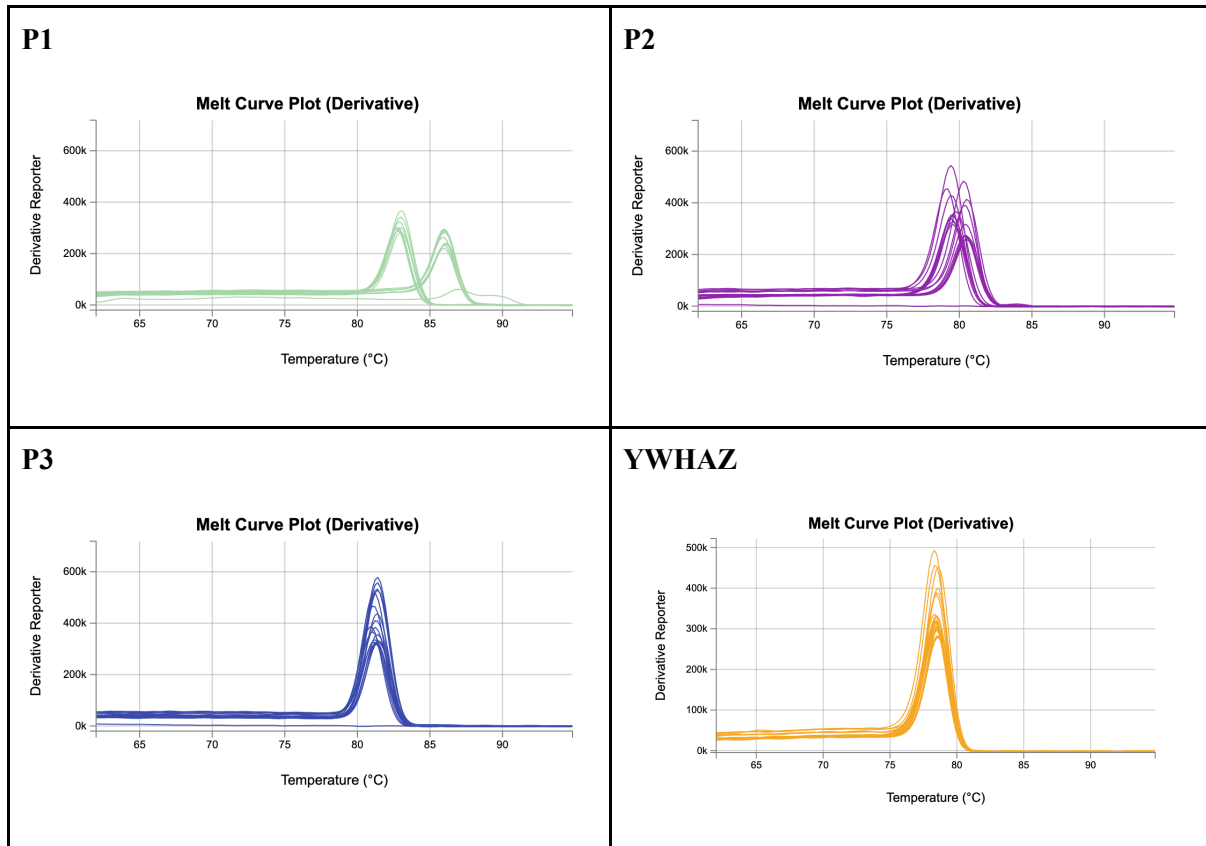 P1
Melt Curve Plot (Derivative)
Derivative Reporter
600k
400k
200k
0k
65
70
75
80
85
90
Temperature (°C)
P2
Melt Curve Plot (Derivative)
Derivative Reporter
600k
400k
200k
0k
65
70
75
80
85
90
Temperature (°C)
P3
Melt Curve Plot (Derivative)
Derivative Reporter
600k
400k
200k
0k
65
70
75
80
85
90
Temperature (°C)
YWHAZ
Melt Curve Plot (Derivative)
Derivative Reporter
500k
400k
300k
200k
100k
0k
65
70
75
80
85
90
Temperature (°C)